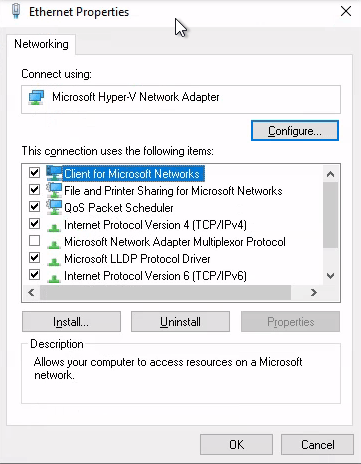 Ethernet Properties
Networking
Connect using:
Microsoft Hyper-V Network Adapter
Configure...
This connection uses the following items:
Client for Microsoft Networks
File and Printer Sharing for Microsoft Networks
QoS Packet Scheduler
Internet Protocol Version 4 (TCP/IPv4)
Microsoft Network Adapter Multiplexor Protocol
Microsoft LLDP Protocol Driver
Internet Protocol Version 6 (TCP/IPv6)
Install... Uninstall Properties
Description
Allows your computer to access resources on a Microsoft
network.
OK Cancel